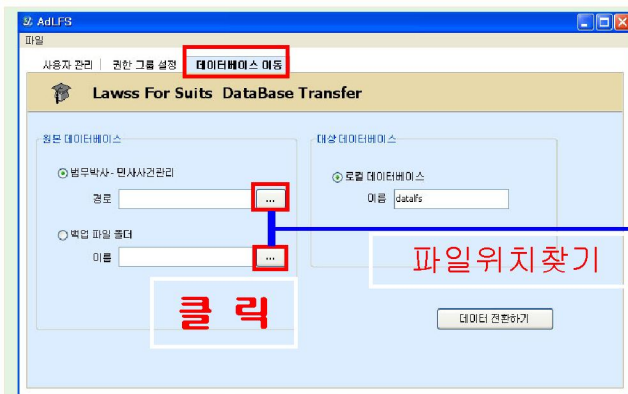 AdLFS
파일
사용자 관리 권한 그룹 설정 데이터베이스 이동
Lawss For Suits DataBase Transfer
원본 데이터베이스
대상 데이터베이스
법무박사-민사사건관리
로컬 데이터베이스
경로 ...
이름 datalfs
백업 파일 폴더
이름 ...
파일위치찾기
클 릭
데이터 전환하기